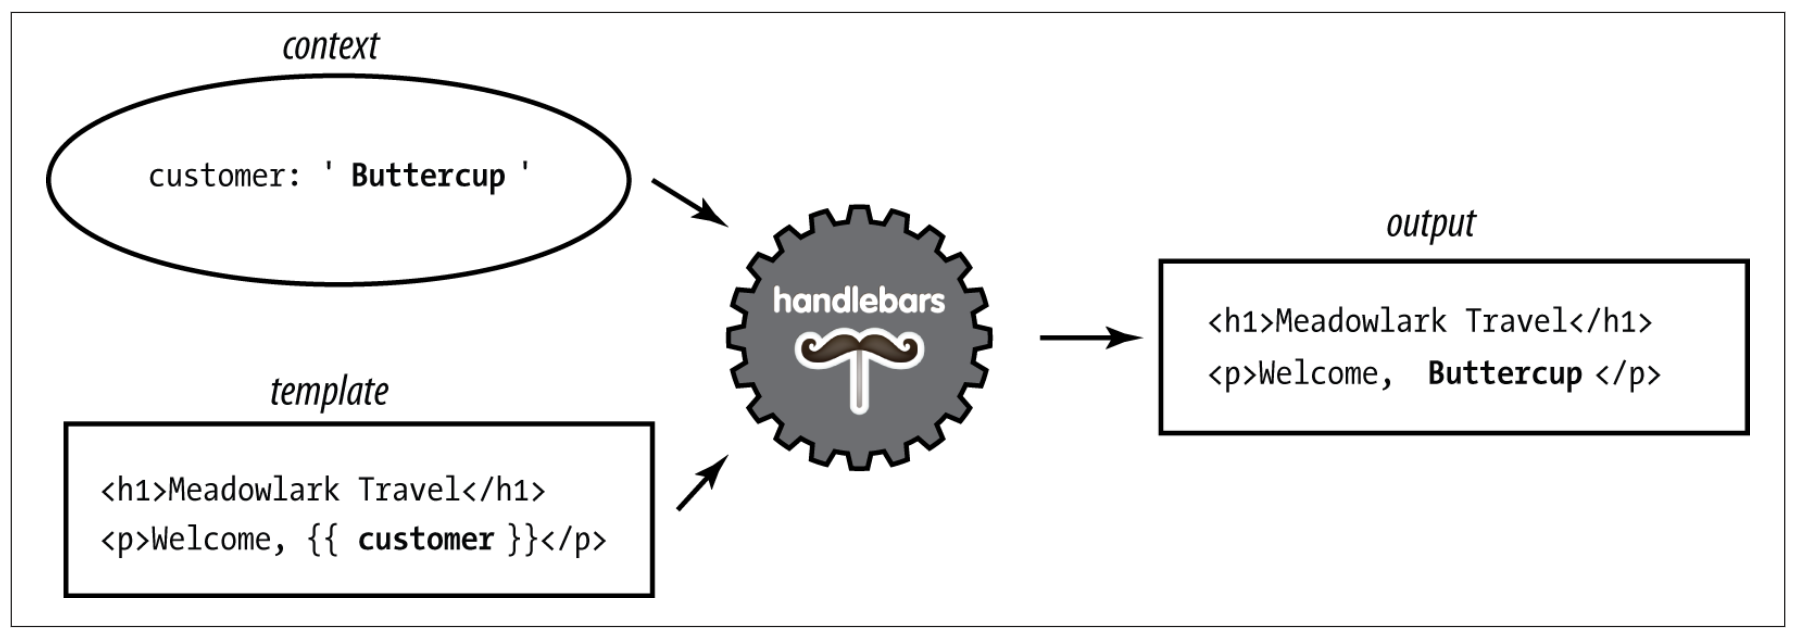 context
customer: ' Buttercup '
template
<h1>Meadowlark Travel</h1>
<p>Welcome, {{ customer }}</p>
handlebars
output
<h1>Meadowlark Travel</h1>
<p>Welcome, Buttercup </p>